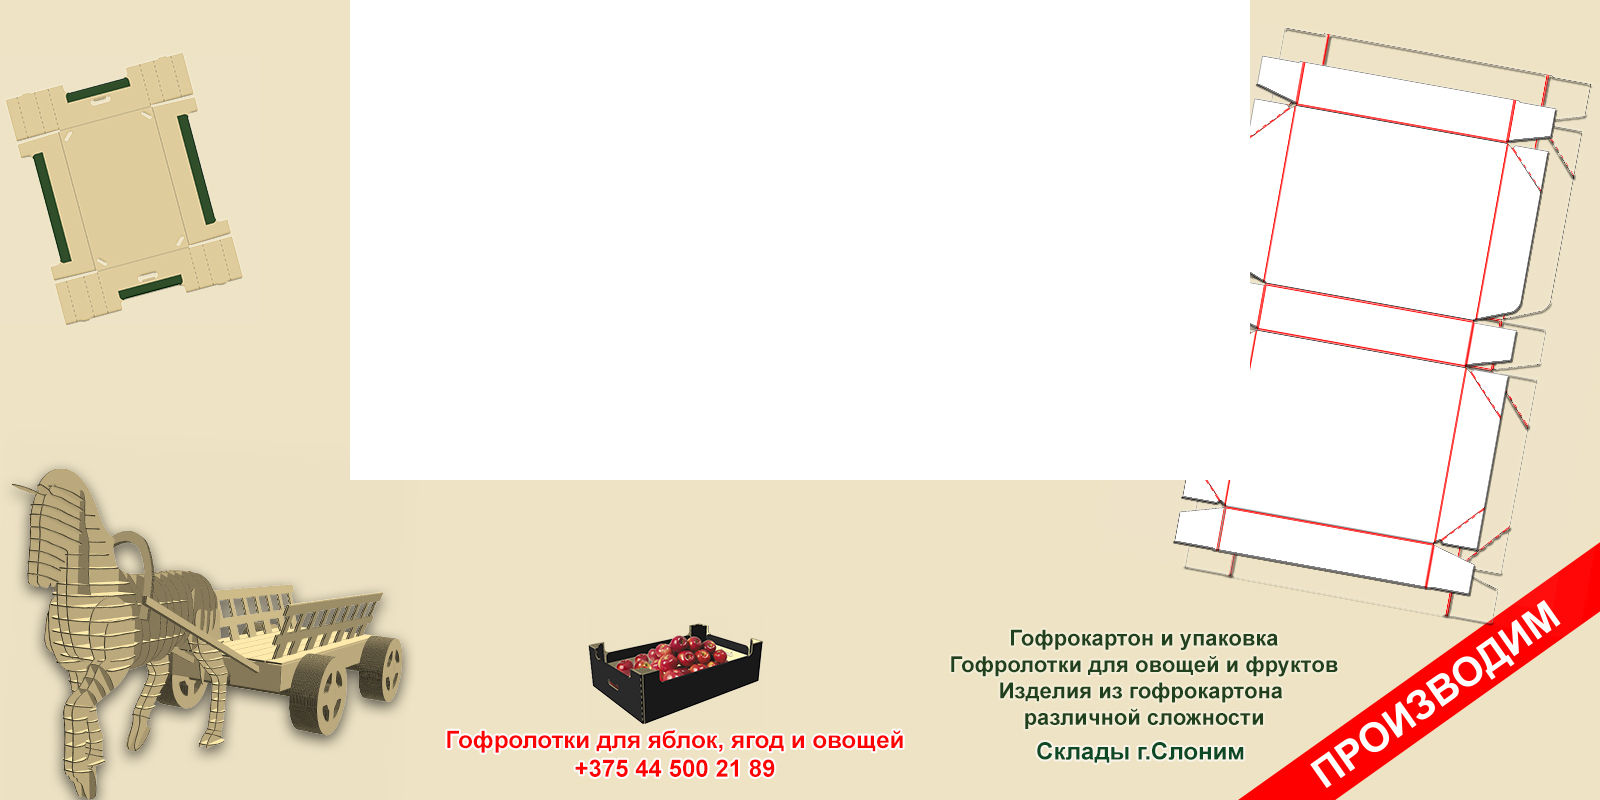 Гофрокартон и упаковка
Гофролотки для овощей и фруктов
Изделия из гофрокартона
различной сложности
Склады г.Слоним
Гофролотки для яблок, ягод и овощей
+375 44 500 21 89
ПРОИЗВОДИМ